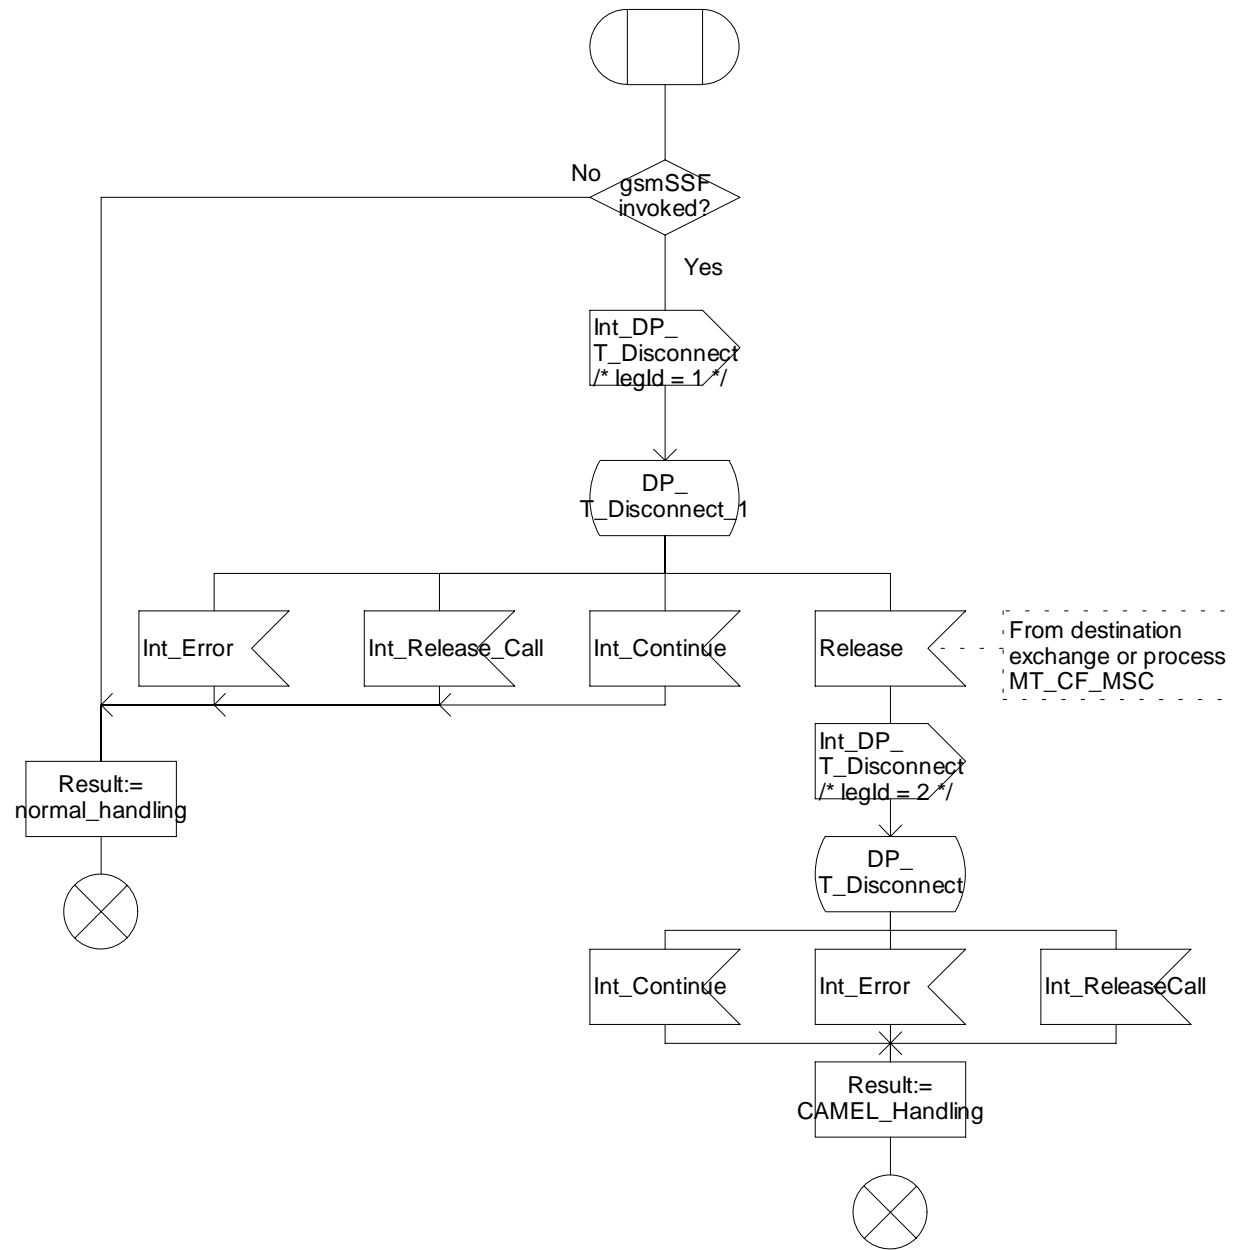 No
gsmSSF
invoked?
Yes
Int_DP_
T_Disconnect
/* legId = 1 */
DP_
T_Disconnect_1
Int_Error
Int_Release_Call
Int_Continue
Release
From destination
exchange or process
MT_CF_MSC
Int_DP_
T_Disconnect
/* legId = 2 */
Result:=
normal_handling
DP_
T_Disconnect
Int_Continue
Int_Error
Int_ReleaseCall
Result:=
CAMEL_Handling